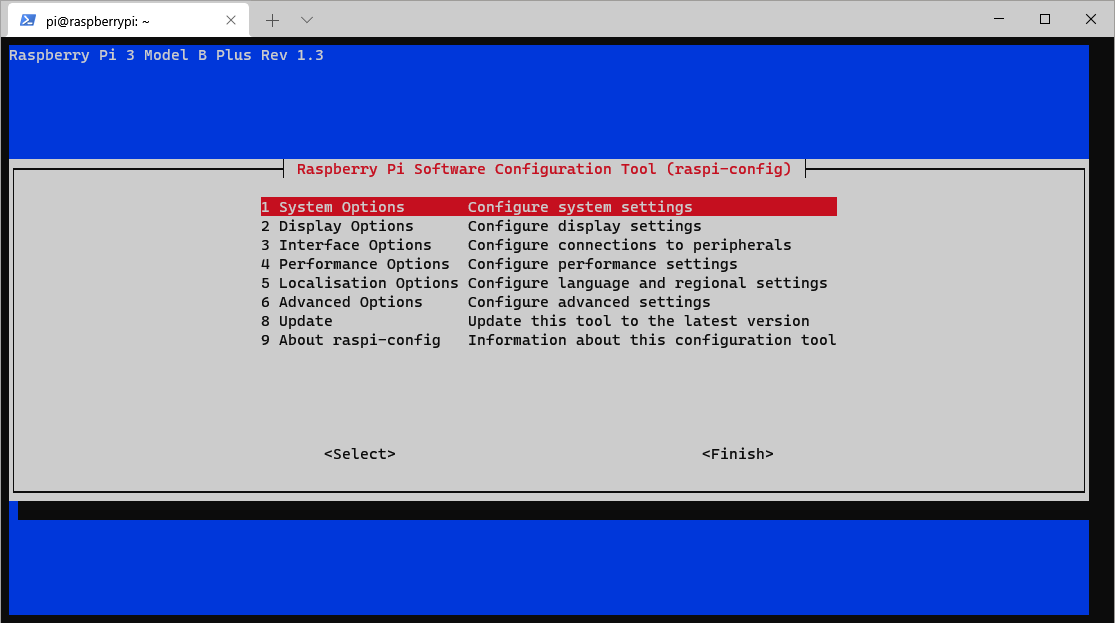 pi@raspberrypi: ~
Raspberry Pi 3 Model B Plus Rev 1.3
Raspberry Pi Software Configuration Tool (raspi-config)
1 System Options Configure system settings
2 Display Options Configure display settings
3 Interface Options Configure connections to peripherals
4 Performance Options Configure performance settings
5 Localisation Options Configure language and regional settings
6 Advanced Options Configure advanced settings
8 Update Update this tool to the latest version
9 About raspi-config Information about this configuration tool
<Select> <Finish>